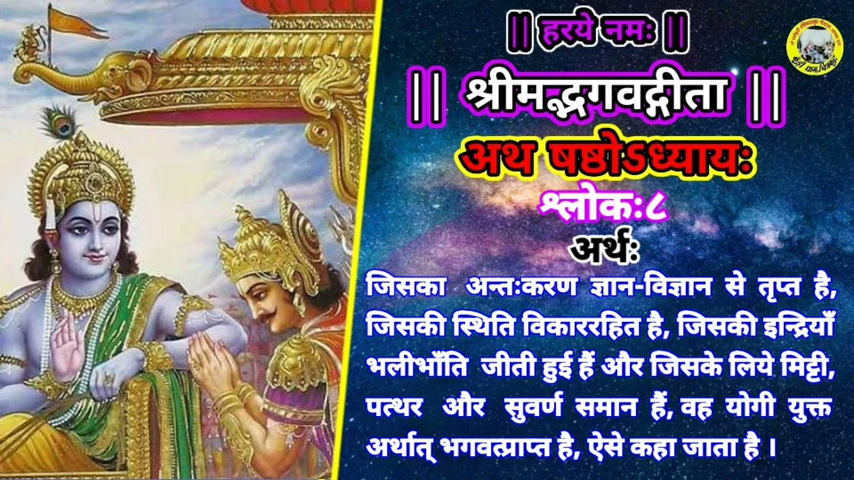 || हरये नमः ||
|| श्रीमद्भगवद्गीता ||
अथ षष्ठोऽध्यायः
श्लोकः८
अर्थः
जिसका अन्तःकरण ज्ञान-विज्ञान से तृप्त है,
जिसकी स्थिति विकाररहित है, जिसकी इन्द्रियाँ
भलीभाँति जीती हुई हैं और जिसके लिये मिट्टी,
पत्थर और सुवर्ण समान हैं, वह योगी युक्त
अर्थात् भगवत्प्राप्त है, ऐसे कहा जाता है ।